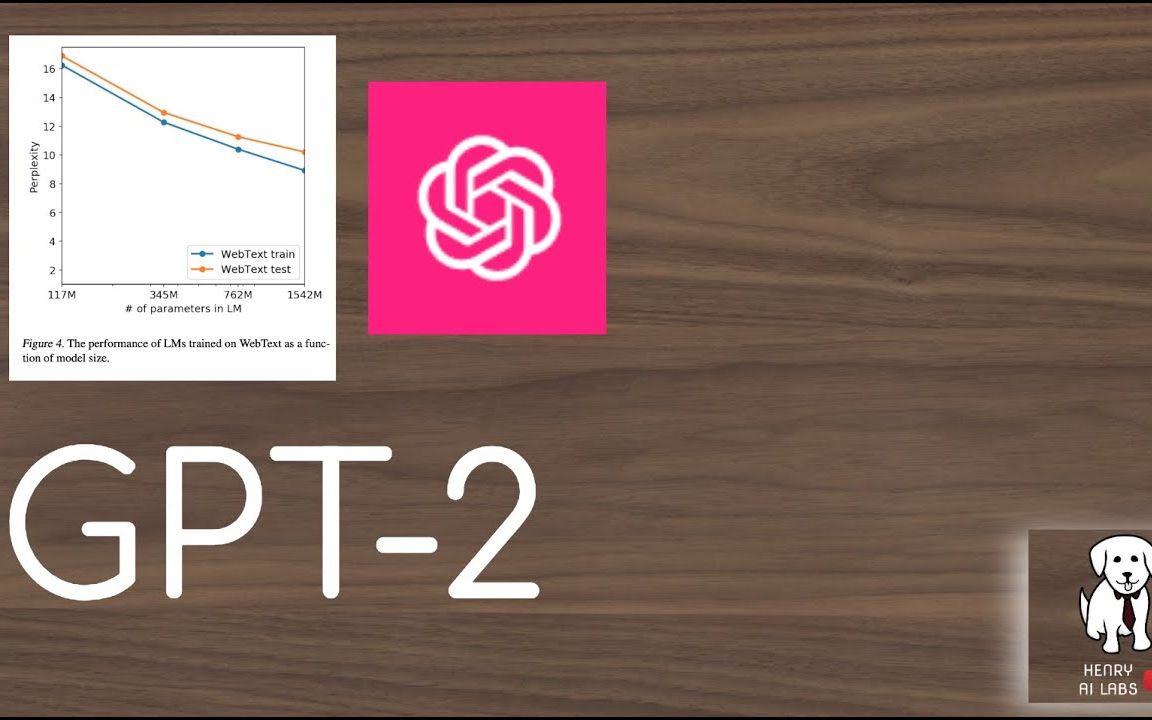 16
14
12
10
8
6
4
2
Perplexity
WebText train
WebText test
117M 345M 762M 1542M
# of parameters in LM
Figure 4. The performance of LMs trained on WebText as a func-
tion of model size.
GPT-2
HENRY
AI LABS